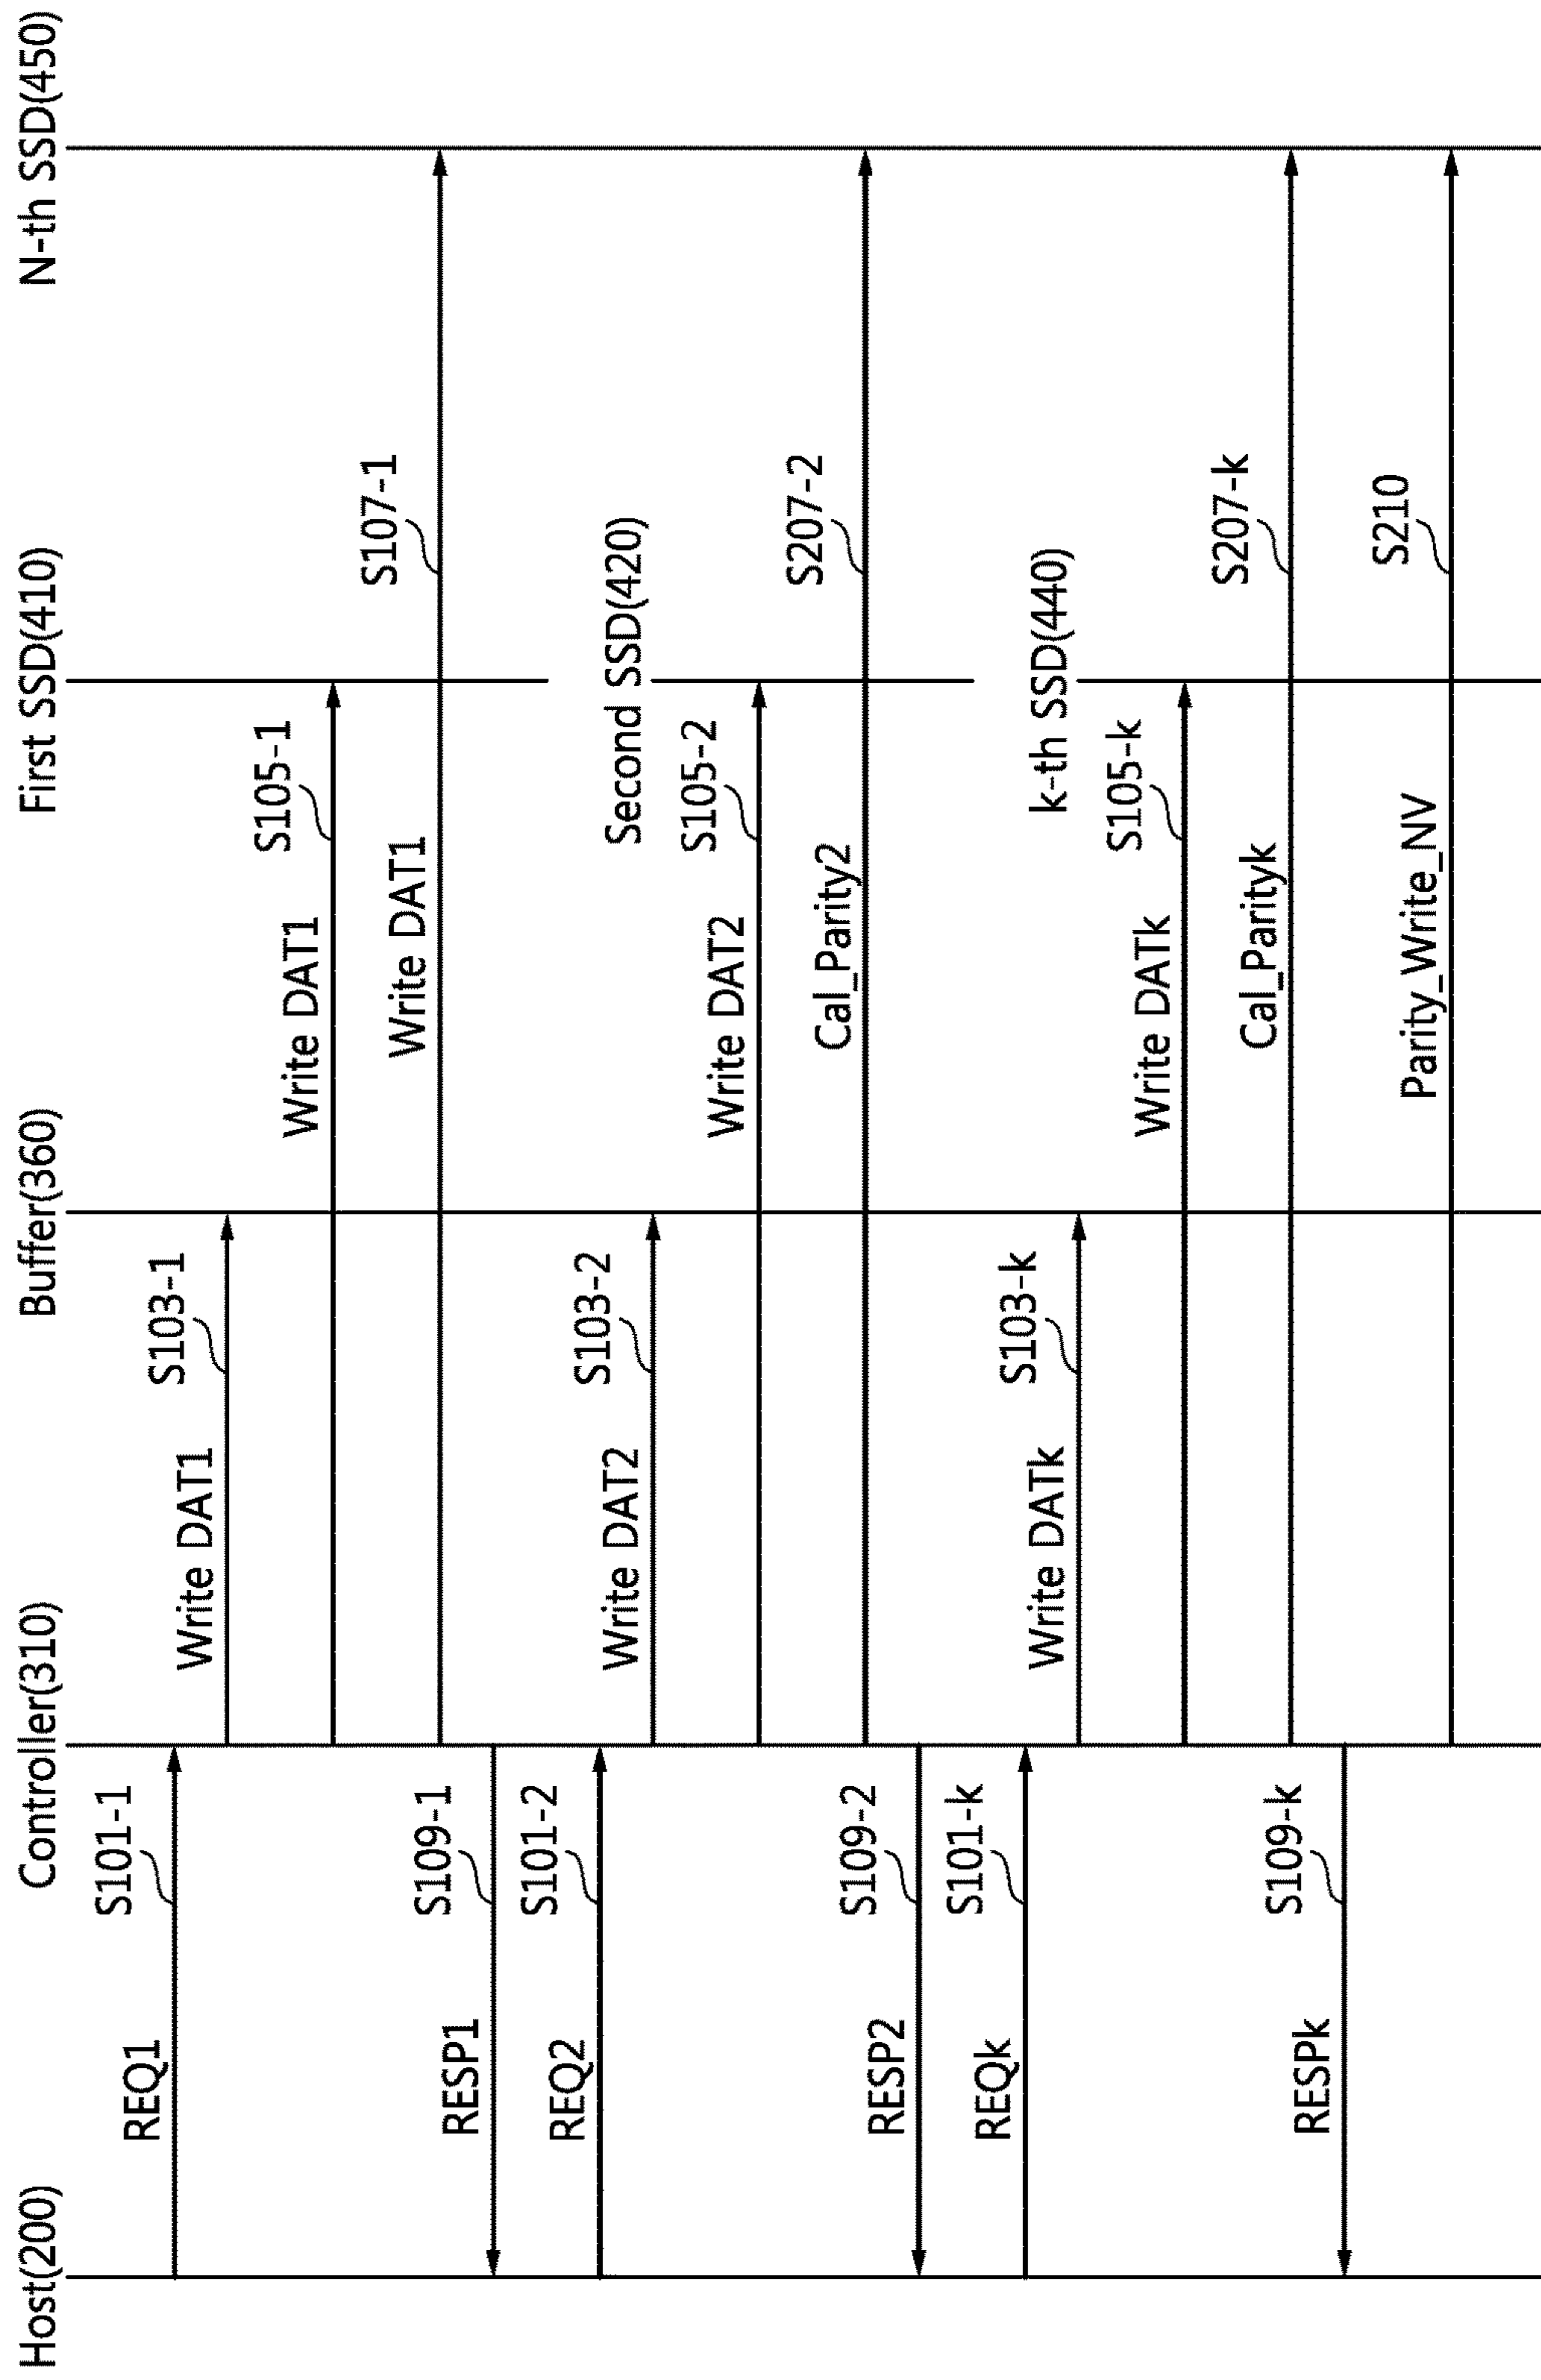 Host(200)
Controller(310)
Buffer(360)
First SSD(410)
N-th SSD(450)
REQ1
S101-1
Write DAT1
S103-1
Write DAT1
S105-1
Write DAT1
S107-1
RESP1
S109-1
REQ2
S101-2
Second SSD(420)
Write DAT2
S103-2
Write DAT2
S105-2
Cal_Parity2
S207-2
RESP2
S109-2
REQk
S101-k
k-th SSD(440)
Write DATk
S103-k
Write DATk
S105-k
Cal_Parityk
S207-k
RESPk
S109-k
Parity_Write_NV
S210